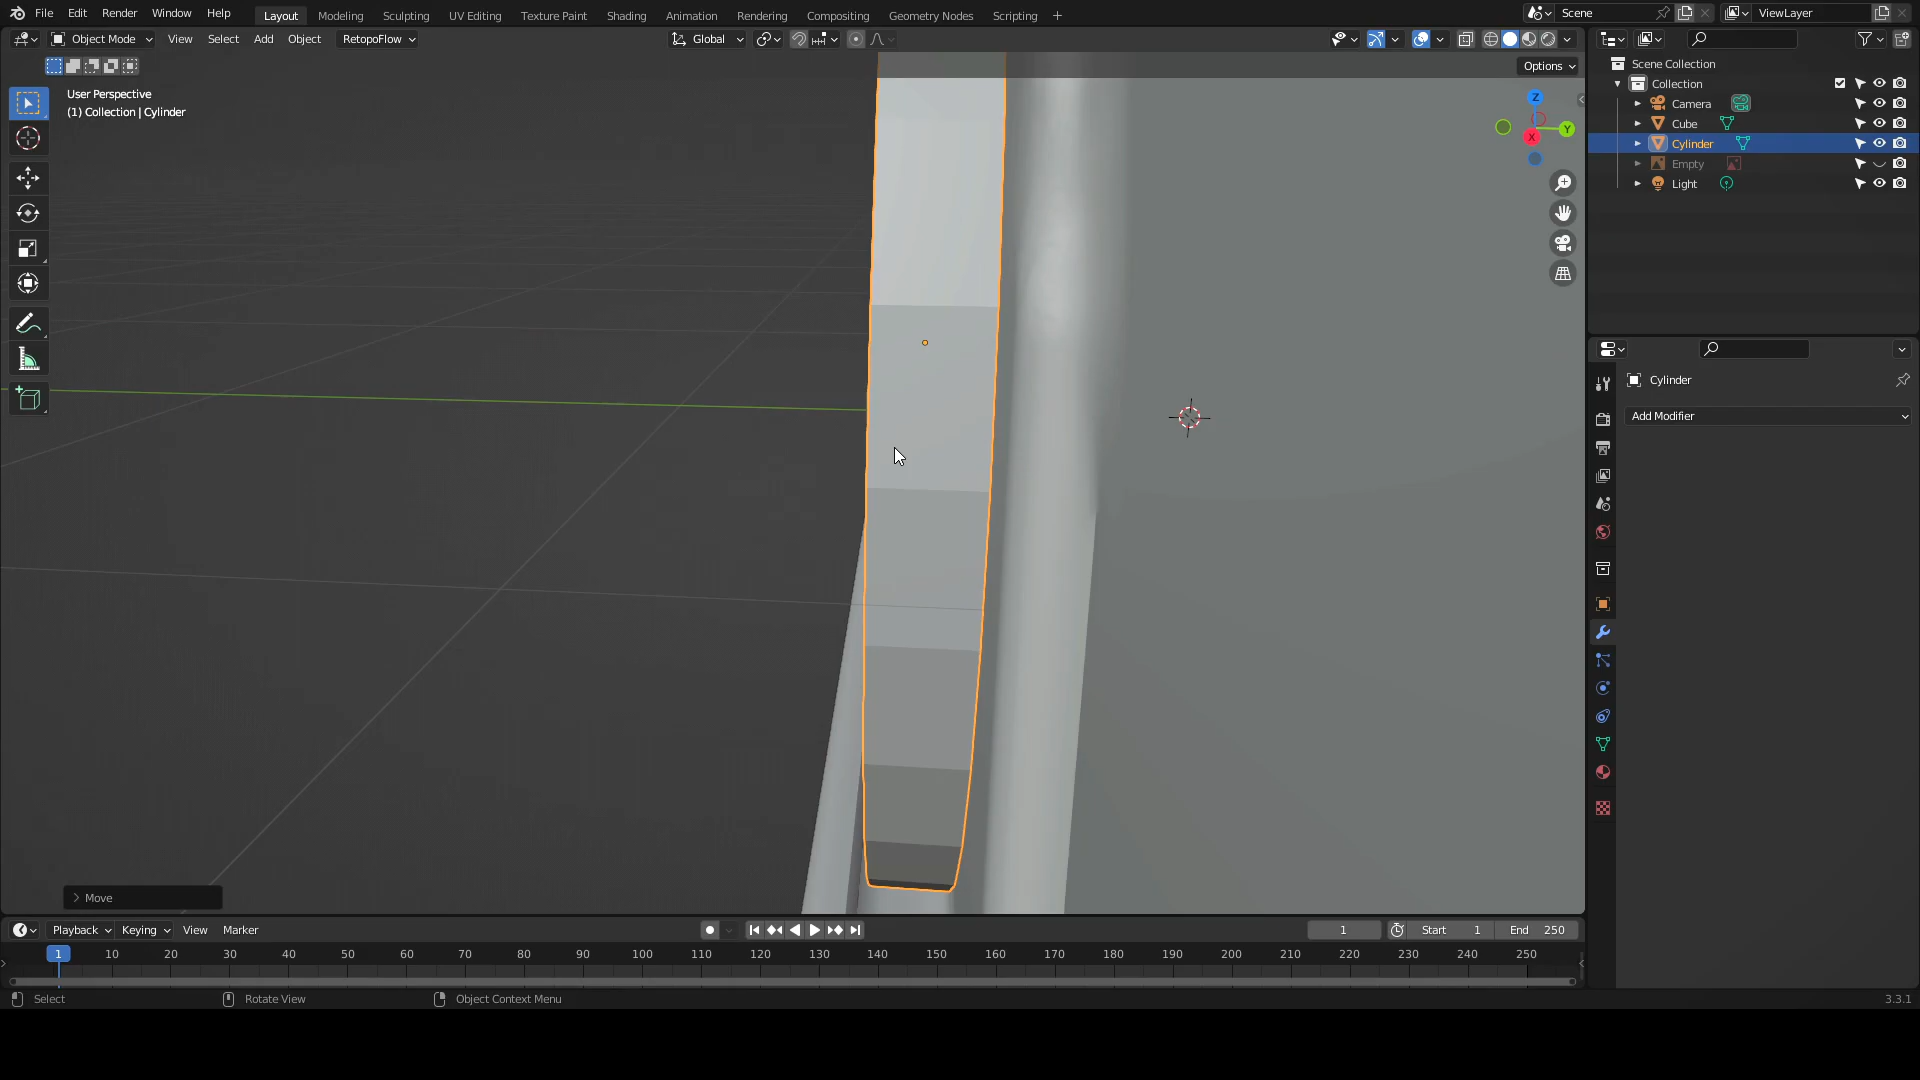 File Edit Render Window Help Layout Modeling Sculpting UV Editing Texture Paint Shading Animation Rendering Compositing Geometry Nodes Scripting + Scene ViewLayer
Object Mode View Select Add Object RetopoFlow Global
Options
User Perspective
(1) Collection | Cylinder
Z
Y
X
Scene Collection
Collection
Camera
Cube
Cylinder
Empty
Light
Cylinder
Add Modifier
Move
Playback Keying View Marker 1 Start 1 End 250
1 10 20 30 40 50 60 70 80 90 100 110 120 130 140 150 160 170 180 190 200 210 220 230 240 250
Select Rotate View Object Context Menu 3.3.1